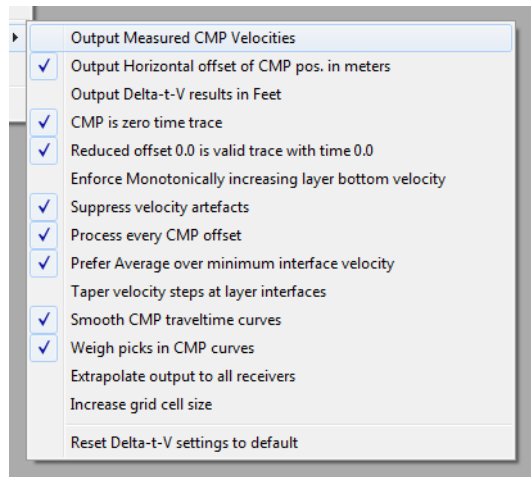 Output Measured CMP Velocities
Output Horizontal offset of CMP pos. in meters
Output Delta-t-V results in Feet
CMP is zero time trace
Reduced offset 0.0 is valid trace with time 0.0
Enforce Monotonically increasing layer bottom velocity
Suppress velocity artefacts
Process every CMP offset
Prefer Average over minimum interface velocity
Taper velocity steps at layer interfaces
Smooth CMP traveltime curves
Weigh picks in CMP curves
Extrapolate output to all receivers
Increase grid cell size
Reset Delta-t-V settings to default